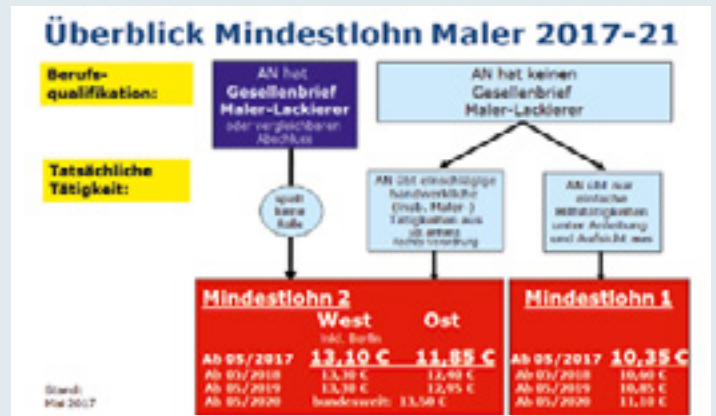 Überblick Mindestlohn Maler 2017-21
Berufs-
qualifikation:
AN hat
Gesellenbrief
Maler-Lackierer
oder vergleichbaren
Abschluss
AN hat keinen
Gesellenbrief
Maler-Lackierer
Tatsächliche
Tätigkeit:
spielt
keine
Rolle
AN übt einschlägige
handwerkliche
(insb. Maler-)
Tätigkeiten aus
AN übt nur
einfache
Hilfstätigkeiten
unter Anleitung
und Aufsicht aus
Mindestlohn 2
West Ost
inkl. Berlin
Ab 05/2017 13,10 € 11,85 €
Ab 05/2018 13,30 € 12,40 €
Ab 05/2019 13,30 € 12,95 €
Ab 05/2020 bundesweit: 13,50 €
Mindestlohn 1
Ab 05/2017 10,35 €
Ab 05/2018 10,60 €
Ab 05/2019 10,85 €
Ab 05/2020 11,10 €
Stand:
Mai 2017